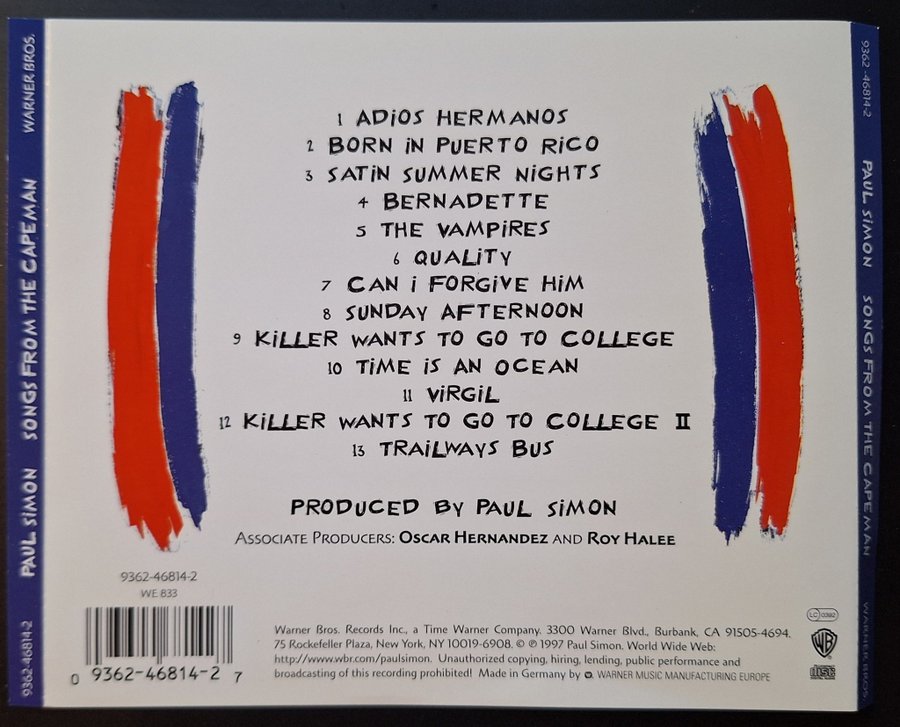 WARNER BROS.
SONGS FROM THE CAPEMAN
PAUL SiMON
9362-46814-2
1 ADiOS HERMANOS
2 BORN iN PUERTO RiCO
3 SATiN SUMMER NiGHTS
4 BERNADETTE
5 THE VAMPiRES
6 QUALiTY
7 CAN i FORGiVE HiM
8 SUNDAY AFTERNOON
9 KiLLER WANTS TO GO TO COLLEGE
10 TiME iS AN OCEAN
11 ViRGiL
12 KiLLER WANTS TO GO TO COLLEGE II
13 TRAiLWAYS BUS
PRODUCED BY PAUL SiMON
ASSOCIATE PRODUCERS: OSCAR HERNANDEZ AND ROY HALEE
9362-46814-2
WE 833
0 9362-46814-2 7
Warner Bros. Records Inc., a Time Warner Company. 3300 Warner Blvd., Burbank, CA 91505-4694.
75 Rockefeller Plaza, New York, NY 10019-6908. © ℗ 1997 Paul Simon. World Wide Web:
http://www.wbr.com/paulsimon. Unauthorized copying, hiring, lending, public performance and
broadcasting of this recording prohibited! Made in Germany by WARNER MUSIC MANUFACTURING EUROPE
LC 0392
WB
disc
9362-46814-2
PAUL SiMON
SONGS FROM THE CAPEMAN
WARNER BROS.